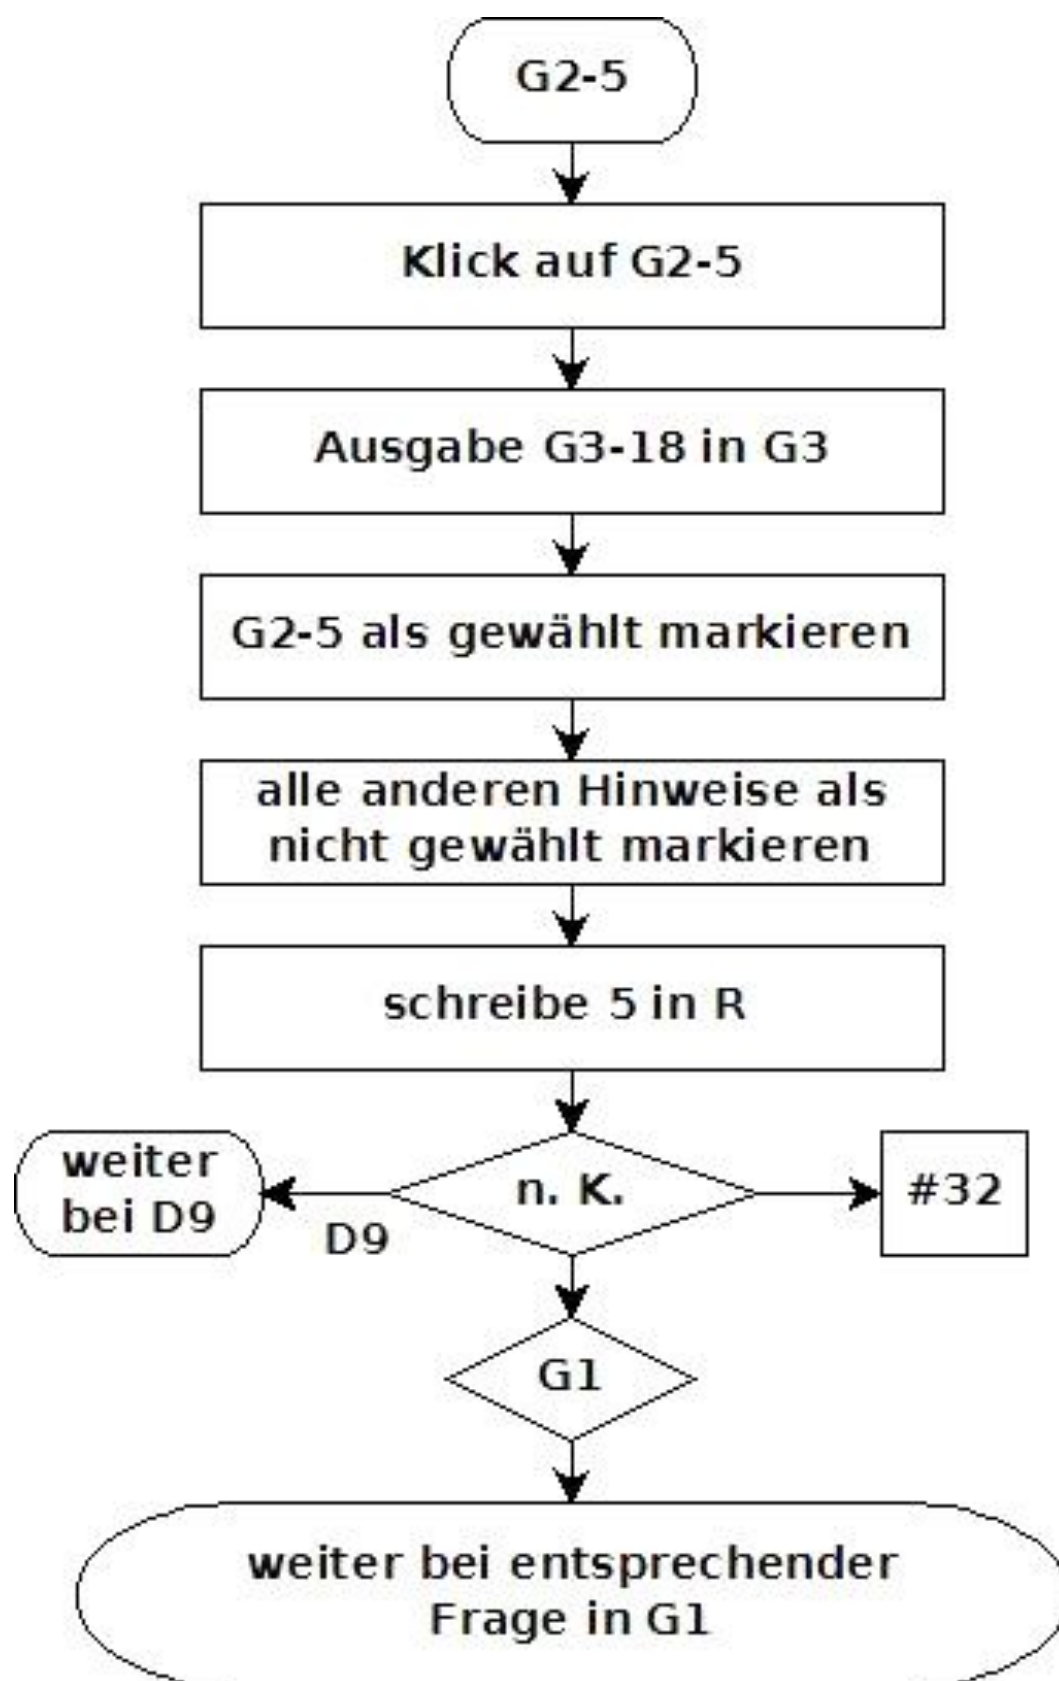 G2-5
Klick auf G2-5
Ausgabe G3-18 in G3
G2-5 als gewählt markieren
alle anderen Hinweise als
nicht gewählt markieren
schreibe 5 in R
weiter
bei D9
D9
n. K.
#32
G1
weiter bei entsprechender
Frage in G1